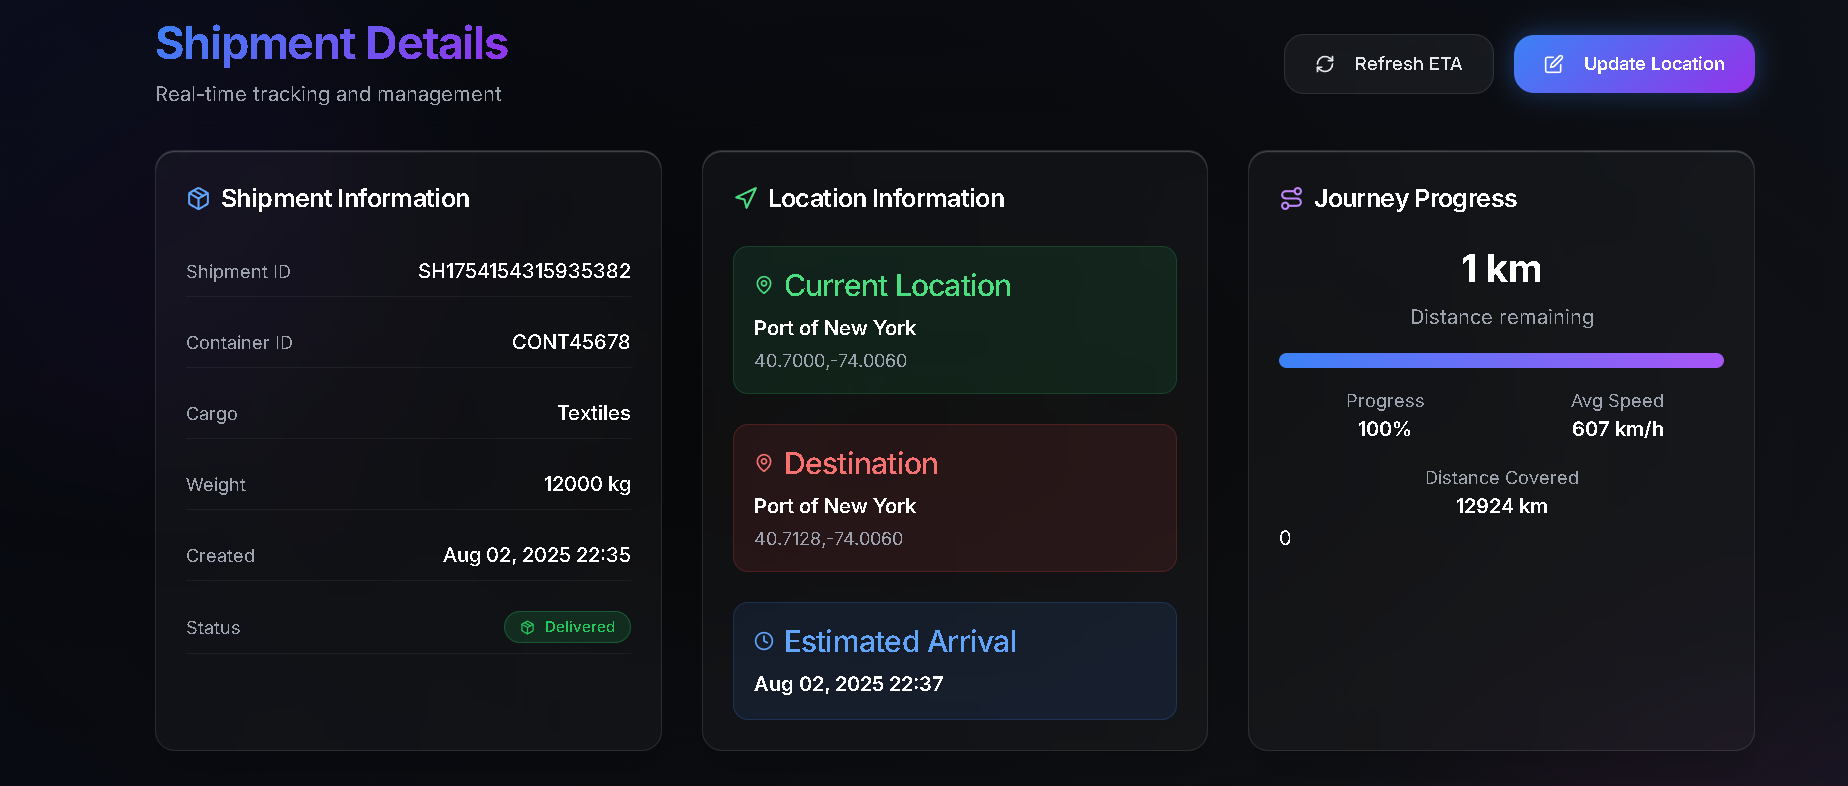 Shipment Details
Real-time tracking and management
Refresh ETA
Update Location
Shipment Information
Shipment ID SH1754154315935382
Container ID CONT45678
Cargo Textiles
Weight 12000 kg
Created Aug 02, 2025 22:35
Status Delivered
Location Information
Current Location
Port of New York
40.7000,-74.0060
Destination
Port of New York
40.7128,-74.0060
Estimated Arrival
Aug 02, 2025 22:37
Journey Progress
1 km
Distance remaining
Progress Avg Speed
100% 607 km/h
Distance Covered
12924 km
0